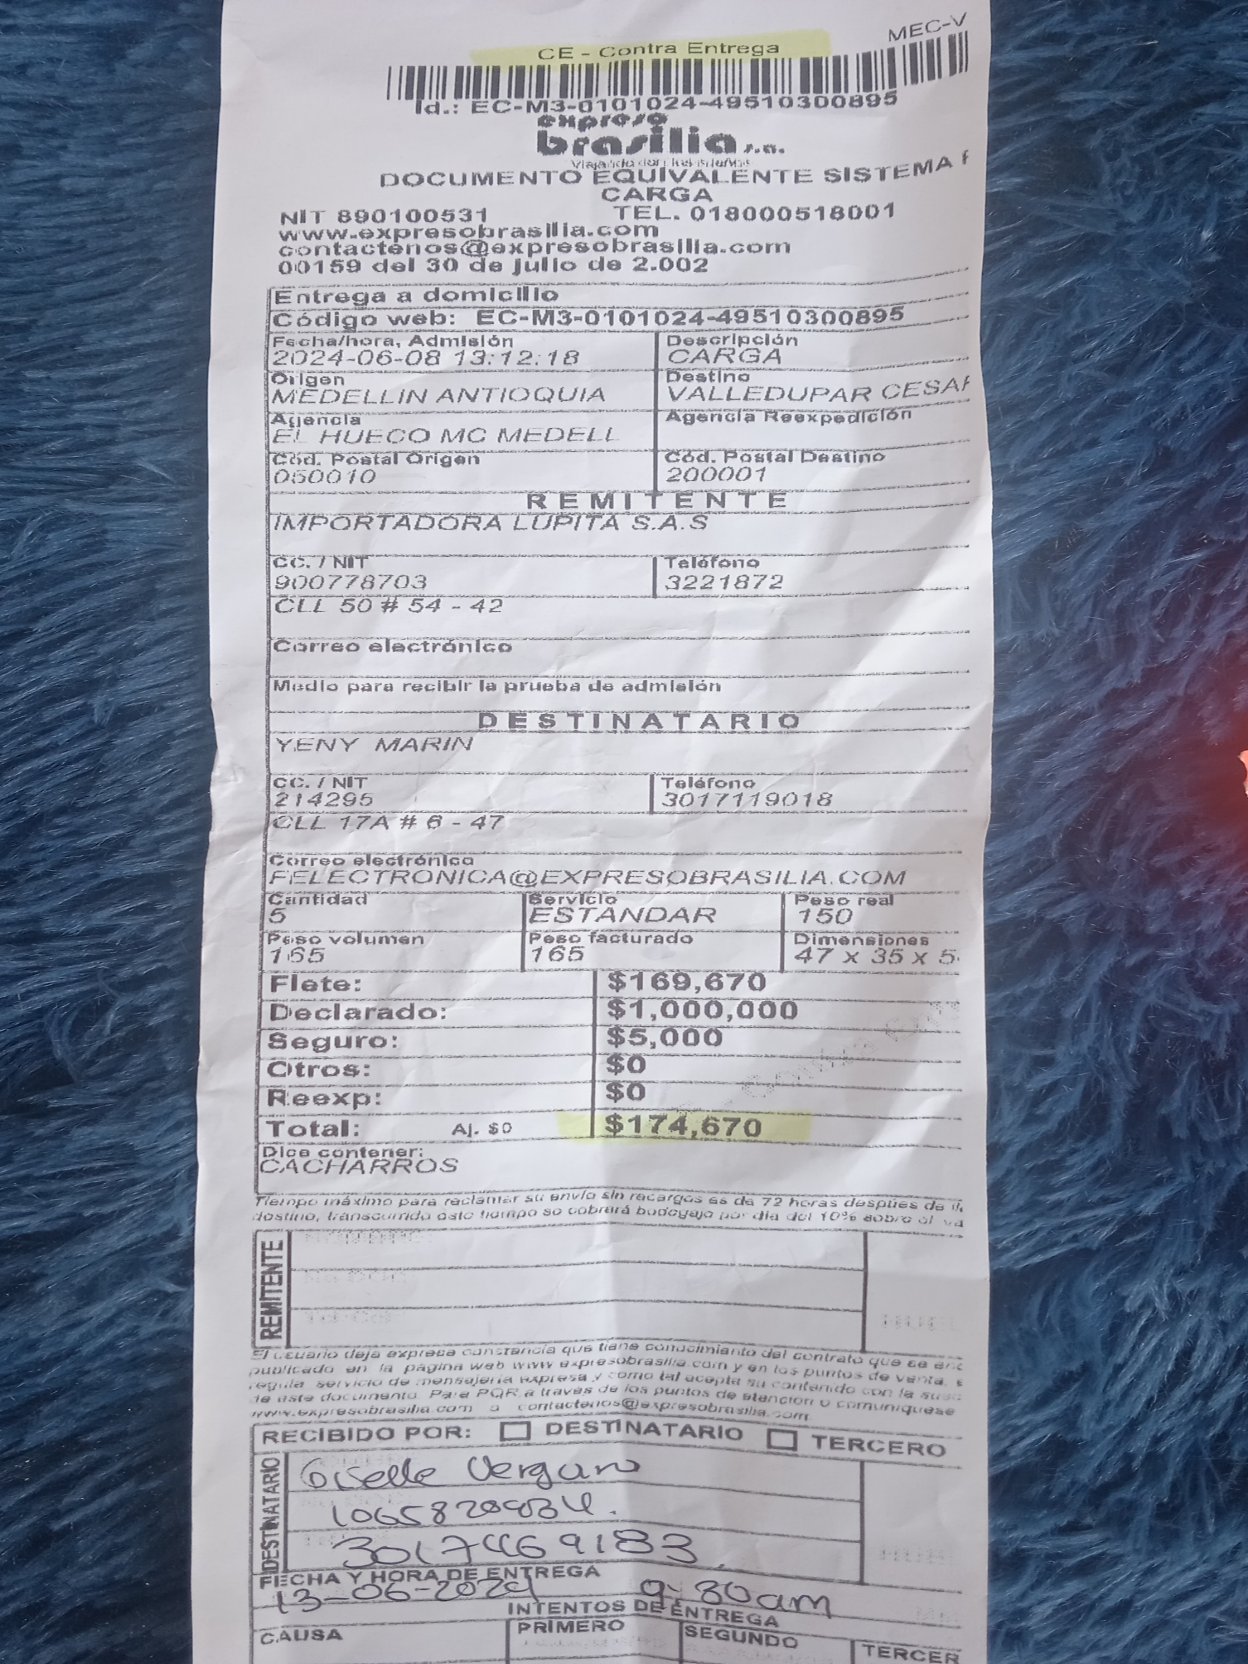 MEC-V
CE - Contra Entrega
Id.: EC-M3-0101024-49510300895
expreso
brasilia s.a.
DOCUMENTO EQUIVALENTE SISTEMA
CARGA
NIT 890100531 TEL. 018000518001
www.expresobrasilia.com
contactenos@expresobrasilia.com
00159 del 30 de julio de 2.002
Entrega a domicilio
Código web: EC-M3-0101024-49510300895
Fecha/hora, Admisión Descripción
2024-06-08 13:12:18 CARGA
Origen Destino
MEDELLIN ANTIOQUIA VALLEDUPAR CESAR
Agencia Agencia Reexpedición
EL HUECO MC MEDELL
Cód. Postal Origen Cód. Postal Destino
050010 200001
REMITENTE
IMPORTADORA LUPITA S.A.S
CC. / NIT Teléfono
900778703 3221872
CLL 50 # 54 - 42
Correo electrónico
Medio para recibir la prueba de admisión
DESTINATARIO
YENY MARIN
CC. / NIT Teléfono
214295 3017119018
CLL 17A # 6 - 47
Correo electrónico
FELECTRONICA@EXPRESOBRASILIA.COM
Cantidad Servicio Peso real
5 ESTANDAR 150
Peso volumen Peso facturado Dimensiones
165 165 47 x 35 x 5
Flete: $169,670
Declarado: $1,000,000
Seguro: $5,000
Otros: $0
Reexp: $0
Total: Aj. $0 $174,670
Dice contener:
CACHARROS
Tiempo máximo para reclamar su envío sin recargos es de 72 horas despues de
destino, transcurrido este tiempo se cobrará bodegaje por día del 10% sobre el
REMITENTE
El usuario deja expresa constancia que tiene conocimiento del contrato que se
publicado en la página web www expresobrasilia com y en los puntos de venta,
regula servicio de mensajería expresa y como tal acepta su contenido con la
de este documento. Para PQR a traves de los puntos de atencion o comuniquese
www.expresobrasilia com o contactenos@expresobrasilia.com
RECIBIDO POR: DESTINATARIO TERCERO
DESTINATARIO
Giselle Vergara
3017469183
FECHA Y HORA DE ENTREGA
13-06-2024 9:30am
INTENTOS DE ENTREGA
CAUSA PRIMERO SEGUNDO TERCER